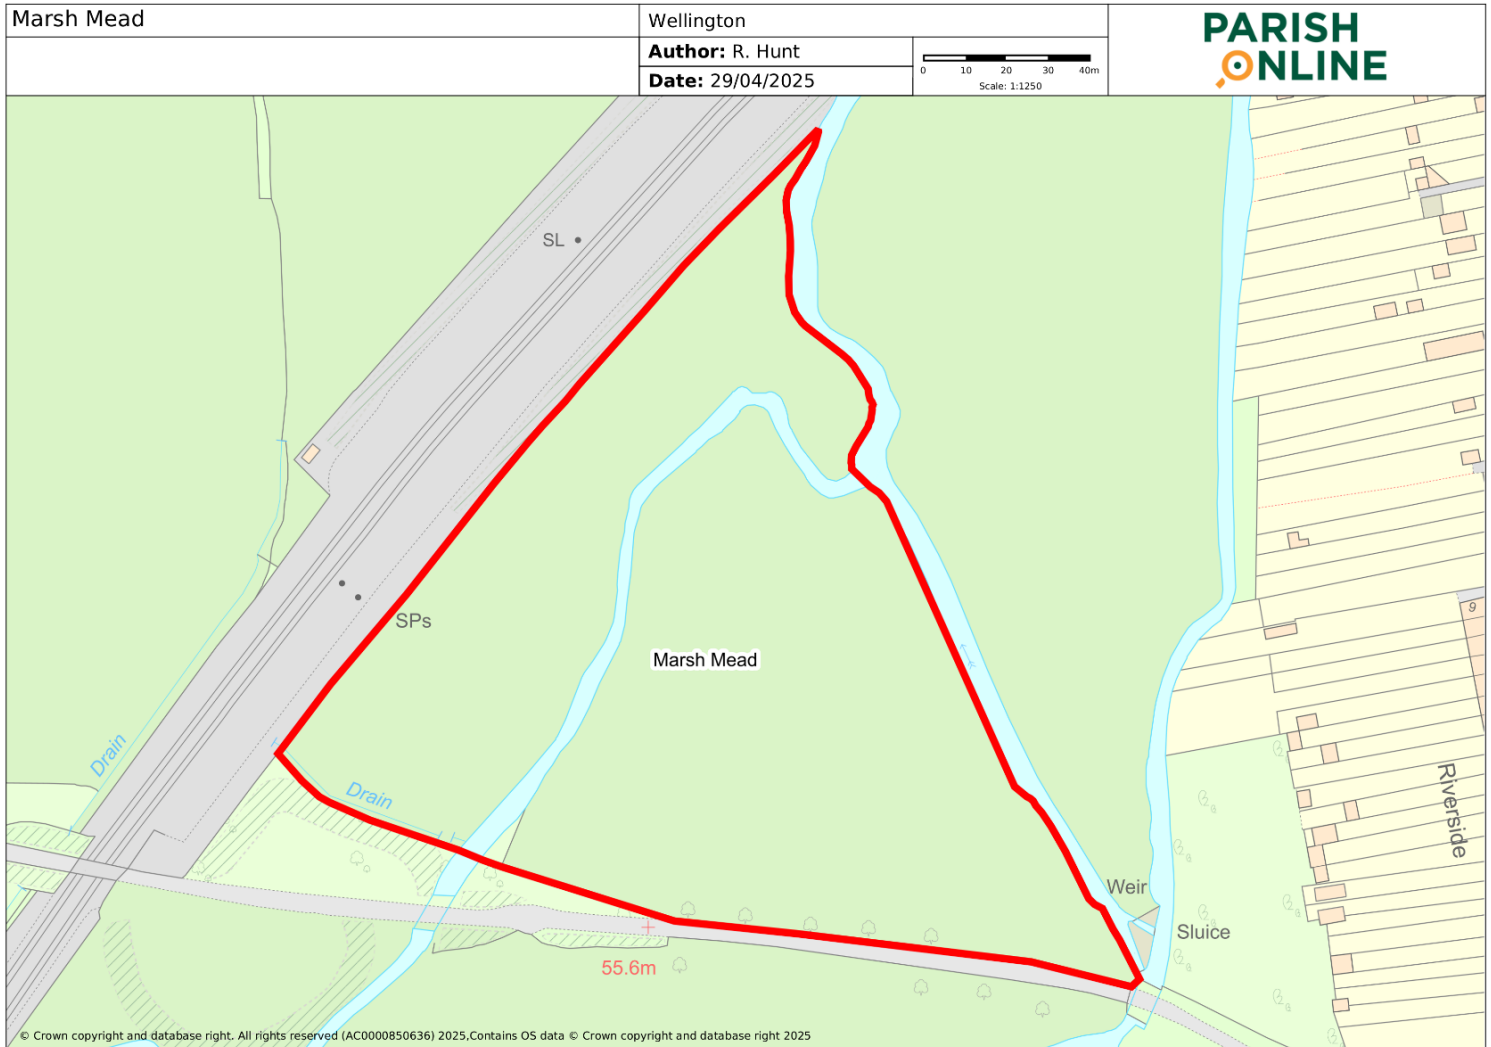 Marsh Mead
Wellington
Author: R. Hunt
Date: 29/04/2025
0 10 20 30 40m
Scale: 1:1250
PARISH
ONLINE
SL
SPs
Marsh Mead
9
Drain
Drain
Riverside
Weir
Sluice
55.6m
© Crown copyright and database right. All rights reserved (AC0000850636) 2025,Contains OS data © Crown copyright and database right 2025